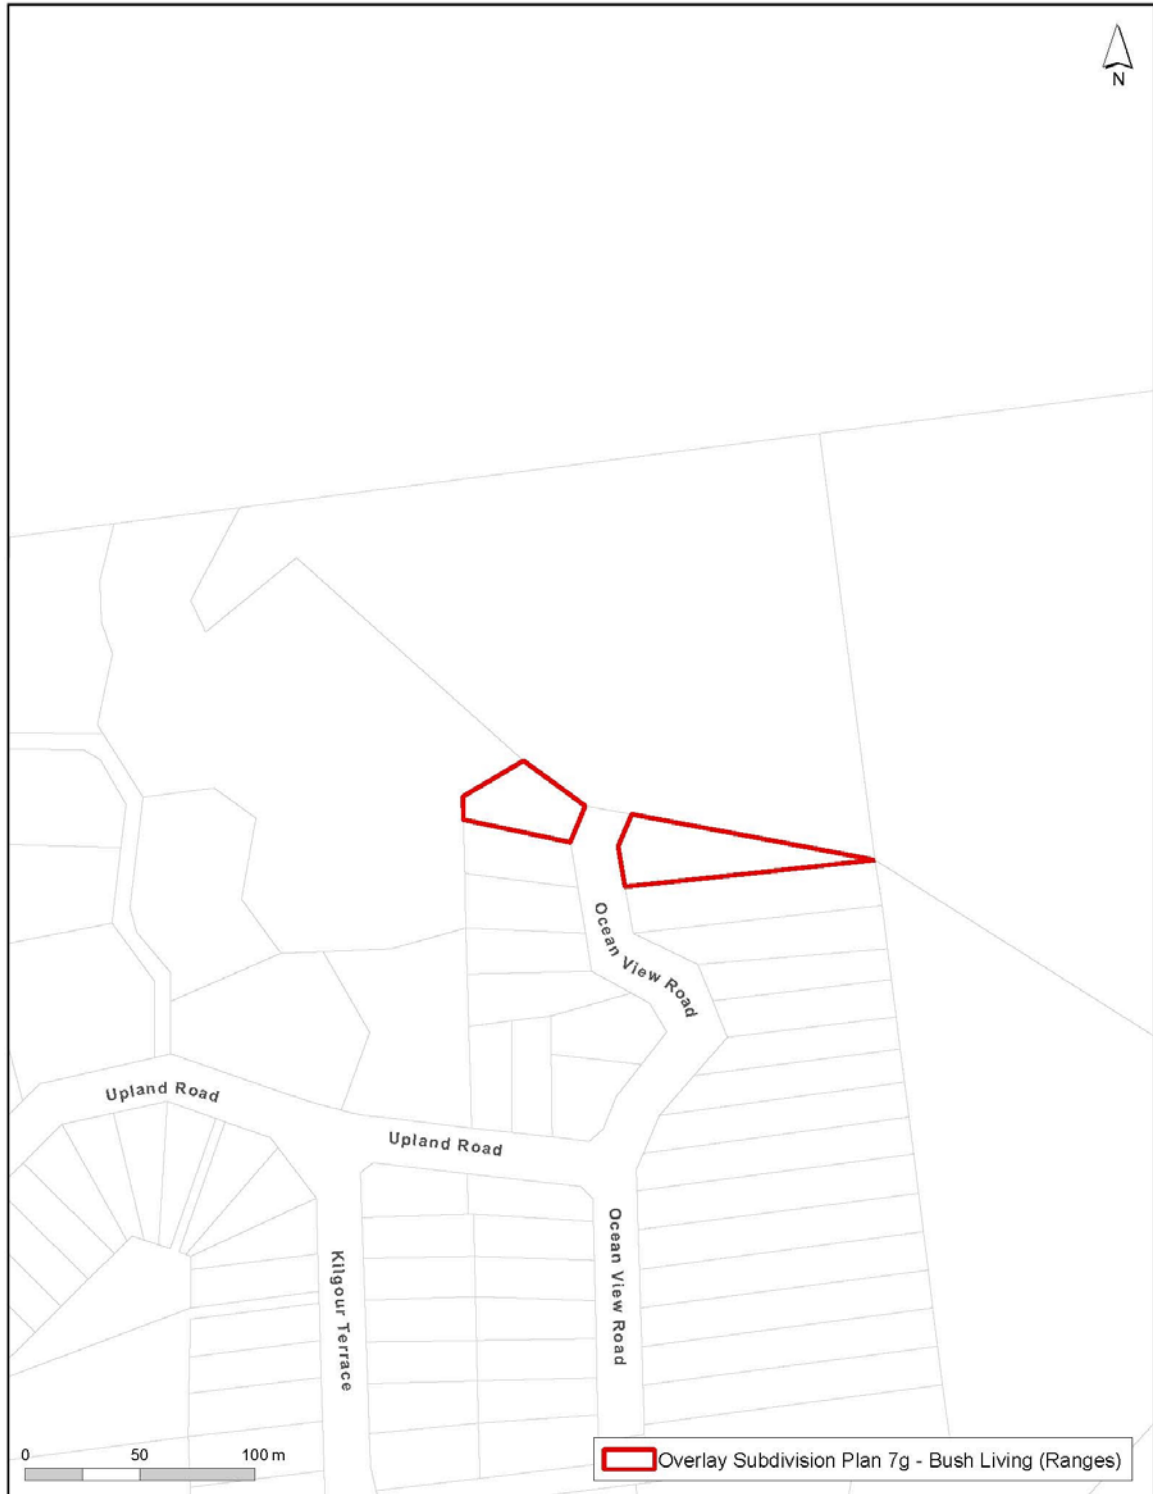 N
Ocean View Road
Upland Road
Upland Road
Kilgour Terrace
Ocean View Road
0 50 100 m
Overlay Subdivision Plan 7g - Bush Living (Ranges)